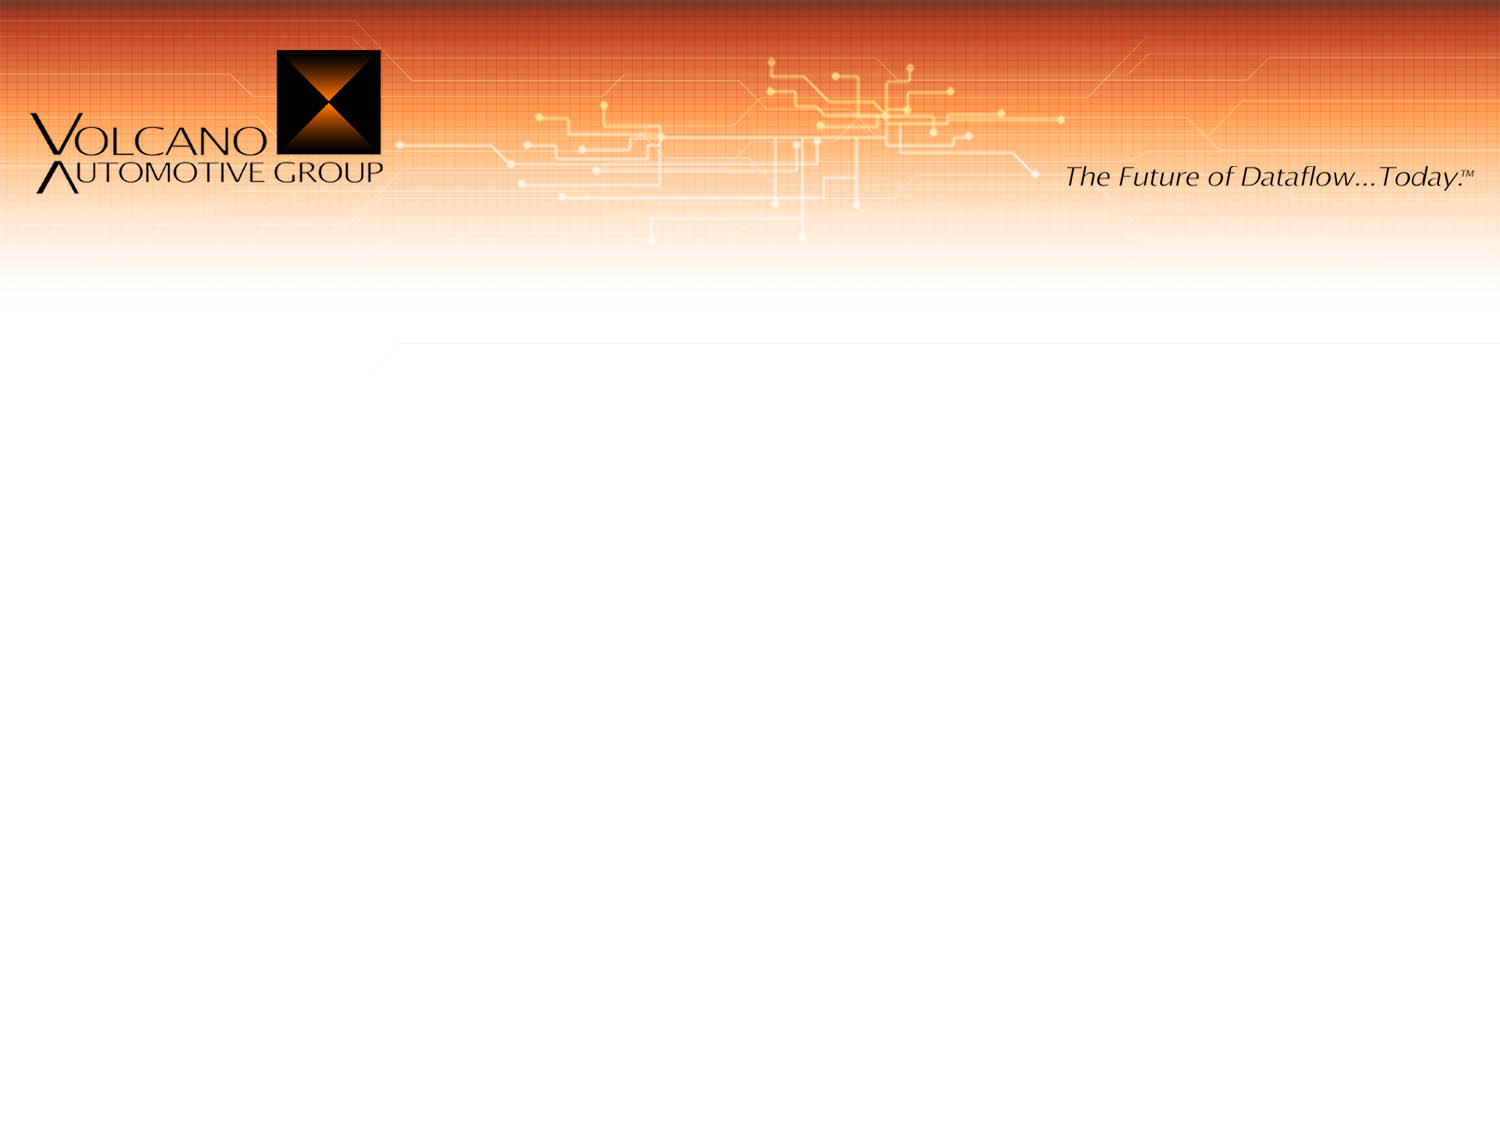 VOLCANO
AUTOMOTIVE GROUP
The Future of Dataflow...Today.™